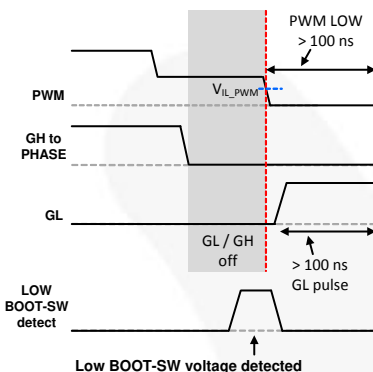 PWM LOW
> 100 ns
VIL_PWM
PWM
GH to
PHASE
GL
GL / GH
off
> 100 ns
GL pulse
LOW
BOOT-SW
detect
Low BOOT-SW voltage detected